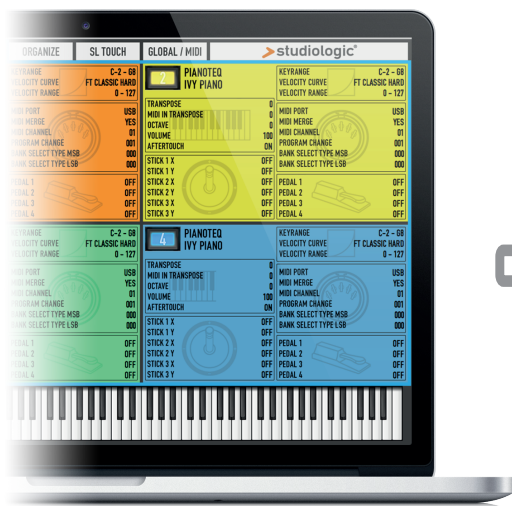 ORGANIZE SL TOUCH GLOBAL / MIDI studiologic®
KEYRANGE C-2 – G8
VELOCITY CURVE FT CLASSIC HARD
VELOCITY RANGE 0 – 127
MIDI PORT USB
MIDI MERGE YES
MIDI CHANNEL 01
PROGRAM CHANGE 001
BANK SELECT TYPE MSB 000
BANK SELECT TYPE LSB 000
PEDAL 1 OFF
PEDAL 2 OFF
PEDAL 3 OFF
PEDAL 4 OFF
2 PIANOTEQ
IVY PIANO
TRANSPOSE 0
MIDI IN TRANSPOSE 0
OCTAVE 0
VOLUME 100
AFTERTOUCH ON
STICK 1 X OFF
STICK 1 Y OFF
STICK 2 X OFF
STICK 2 Y OFF
STICK 3 X OFF
STICK 3 Y OFF
KEYRANGE C-2 – G8
VELOCITY CURVE FT CLASSIC HARD
VELOCITY RANGE 0 – 127
MIDI PORT USB
MIDI MERGE YES
MIDI CHANNEL 01
PROGRAM CHANGE 001
BANK SELECT TYPE MSB 000
BANK SELECT TYPE LSB 000
PEDAL 1 OFF
PEDAL 2 OFF
PEDAL 3 OFF
PEDAL 4 OFF
KEYRANGE C-2 – G8
VELOCITY CURVE FT CLASSIC HARD
VELOCITY RANGE 0 – 127
MIDI PORT USB
MIDI MERGE YES
MIDI CHANNEL 01
PROGRAM CHANGE 001
BANK SELECT TYPE MSB 000
BANK SELECT TYPE LSB 000
PEDAL 1 OFF
PEDAL 2 OFF
PEDAL 3 OFF
PEDAL 4 OFF
4 PIANOTEQ
IVY PIANO
TRANSPOSE 0
MIDI IN TRANSPOSE 0
OCTAVE 0
VOLUME 100
AFTERTOUCH ON
STICK 1 X OFF
STICK 1 Y OFF
STICK 2 X OFF
STICK 2 Y OFF
STICK 3 X OFF
STICK 3 Y OFF
KEYRANGE C-2 – G8
VELOCITY CURVE FT CLASSIC HARD
VELOCITY RANGE 0 – 127
MIDI PORT USB
MIDI MERGE YES
MIDI CHANNEL 01
PROGRAM CHANGE 001
BANK SELECT TYPE MSB 000
BANK SELECT TYPE LSB 000
PEDAL 1 OFF
PEDAL 2 OFF
PEDAL 3 OFF
PEDAL 4 OFF